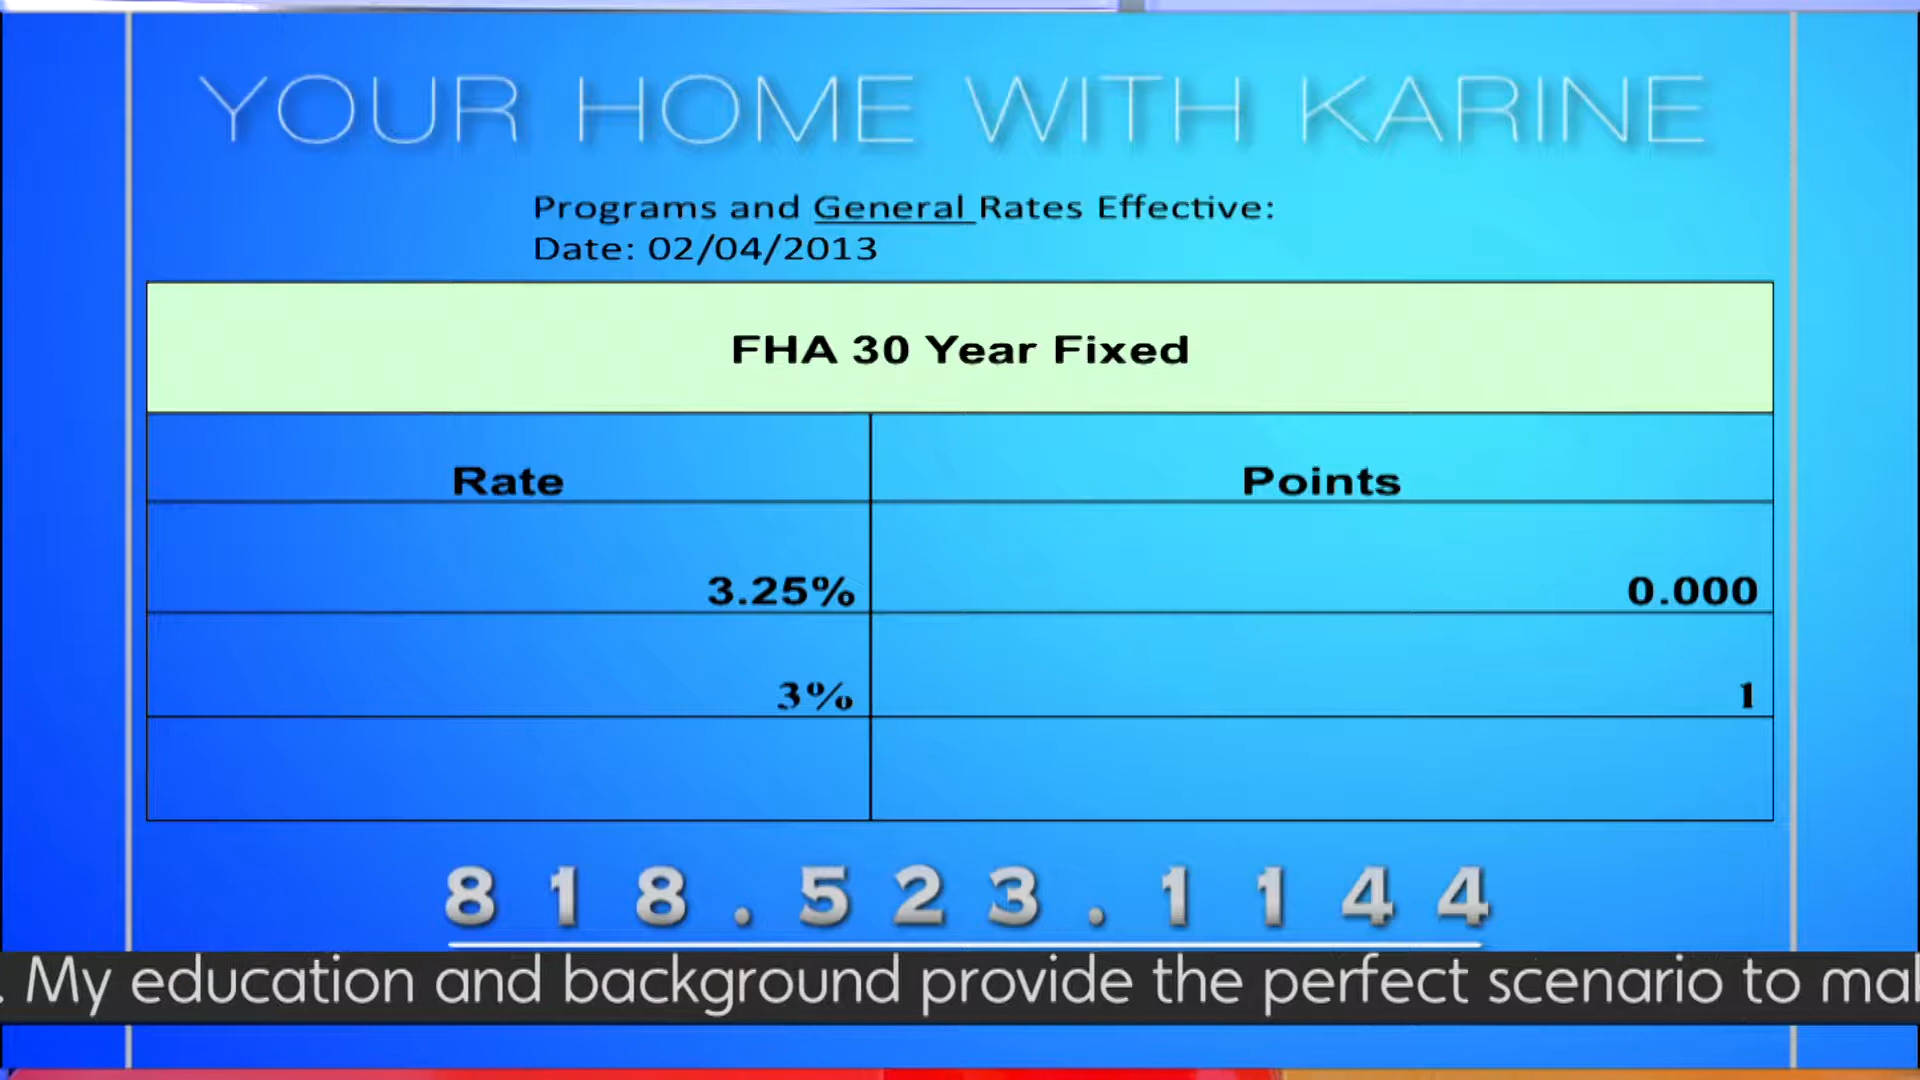 YOUR HOME WITH KARINE
Programs and General Rates Effective:
Date: 02/04/2013
FHA 30 Year Fixed
Rate Points
3.25% 0.000
3% 1
818.523.1144
. My education and background provide the perfect scenario to